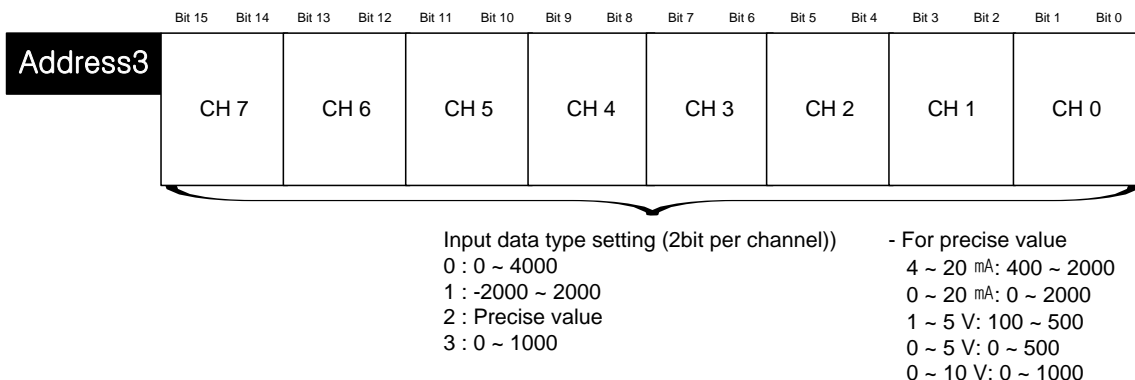 Bit 15 Bit 14 Bit 13 Bit 12 Bit 11 Bit 10 Bit 9 Bit 8 Bit 7 Bit 6 Bit 5 Bit 4 Bit 3 Bit 2 Bit 1 Bit 0
Address3
CH 7 CH 6 CH 5 CH 4 CH 3 CH 2 CH 1 CH 0
Input data type setting (2bit per channel))
0 : 0 ~ 4000
1 : -2000 ~ 2000
2 : Precise value
3 : 0 ~ 1000
- For precise value
4 ~ 20 ㎃: 400 ~ 2000
0 ~ 20 ㎃: 0 ~ 2000
1 ~ 5 V: 100 ~ 500
0 ~ 5 V: 0 ~ 500
0 ~ 10 V: 0 ~ 1000